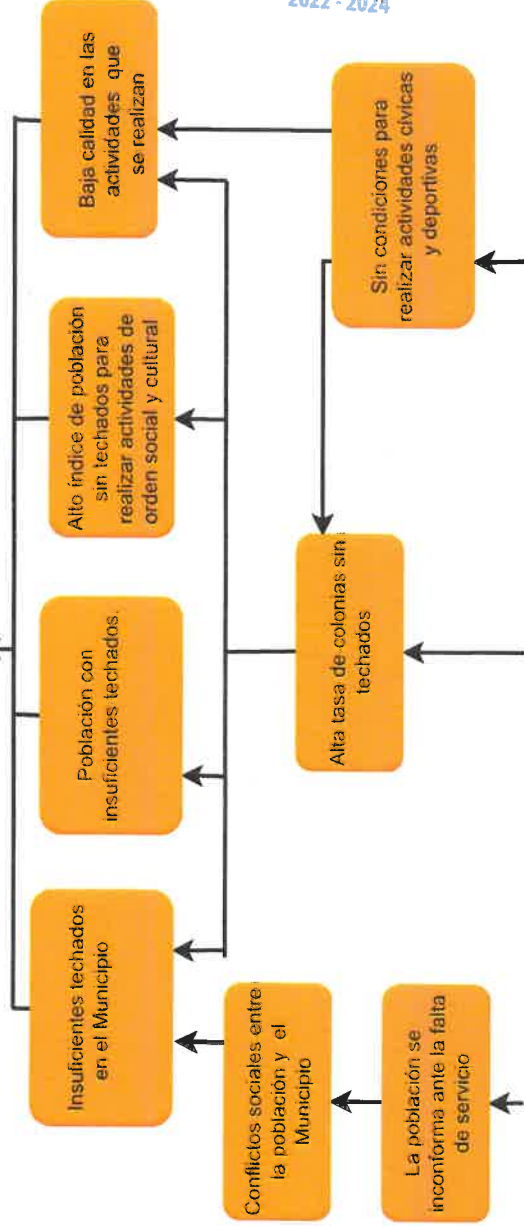 2022 - 2024
Insuficientes techados
en el Municipio
Población con
insuficientes techados.
Alto índice de población
sin techados para
realizar actividades de
orden social y cultural
Baja calidad en las
actividades que
se realizan
Conflictos sociales entre
la población y el
Municipio
Alta tasa de colonias sin
techados
Sin condiciones para
realizar actividades cívicas
y deportivas
La población se
inconforma ante la falta
de servicio